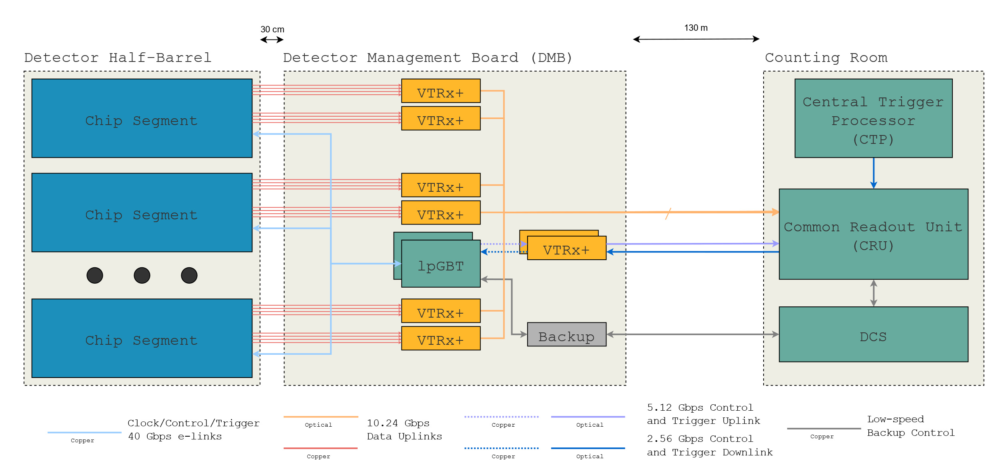 30 cm
130 m
Detector Half-Barrel
Detector Management Board (DMB)
Counting Room
Chip Segment
VTRx+
VTRx+
Central Trigger
Processor
(CTP)
Chip Segment
VTRx+
VTRx+
Common Readout Unit
(CRU)
lpGBT
VTRx+
Chip Segment
VTRx+
VTRx+
Backup
DCS
Copper
Clock/Control/Trigger
40 Gbps e-links
Optical
Copper
10.24 Gbps
Data Uplinks
Copper
Optical
5.12 Gbps Control
and Trigger Uplink
Copper
Optical
2.56 Gbps Control
and Trigger Downlink
Copper
Low-speed
Backup Control